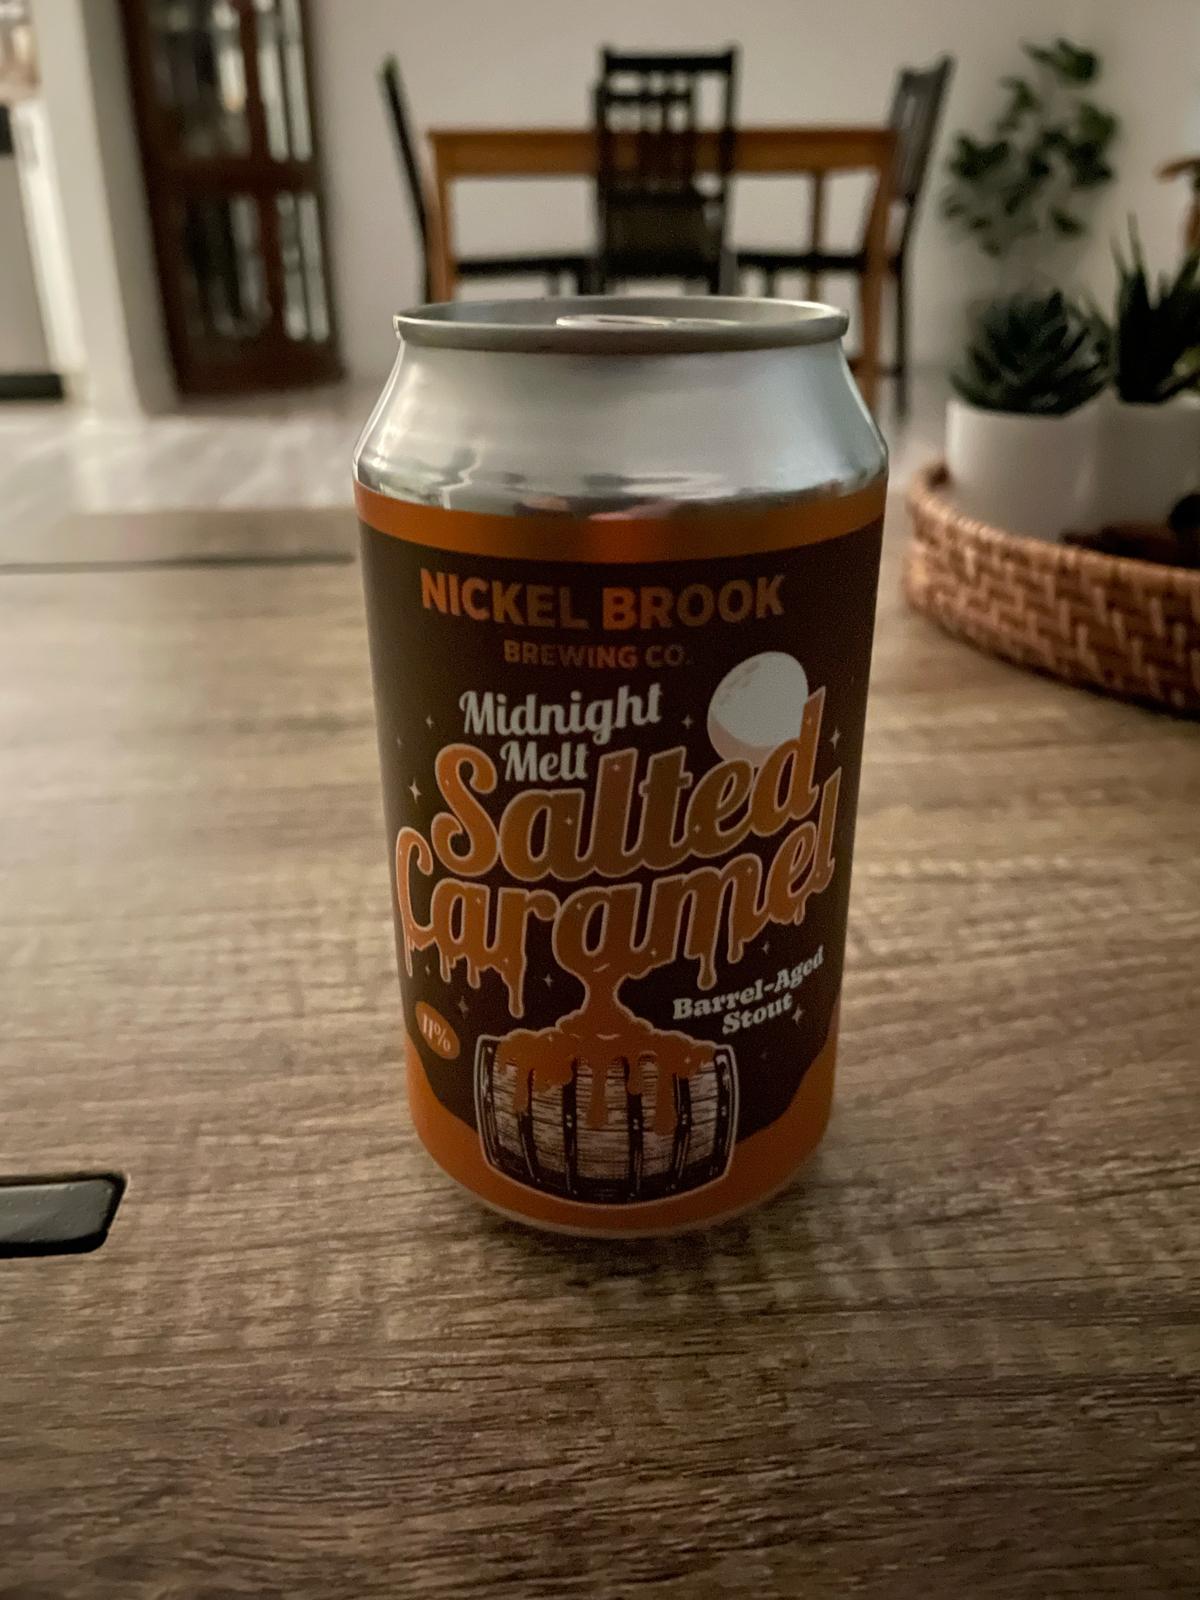 NICKEL BROOK
BREWING CO.
Midnight
Melt
Salted
Caramel
Barrel-Aged
Stout
11%